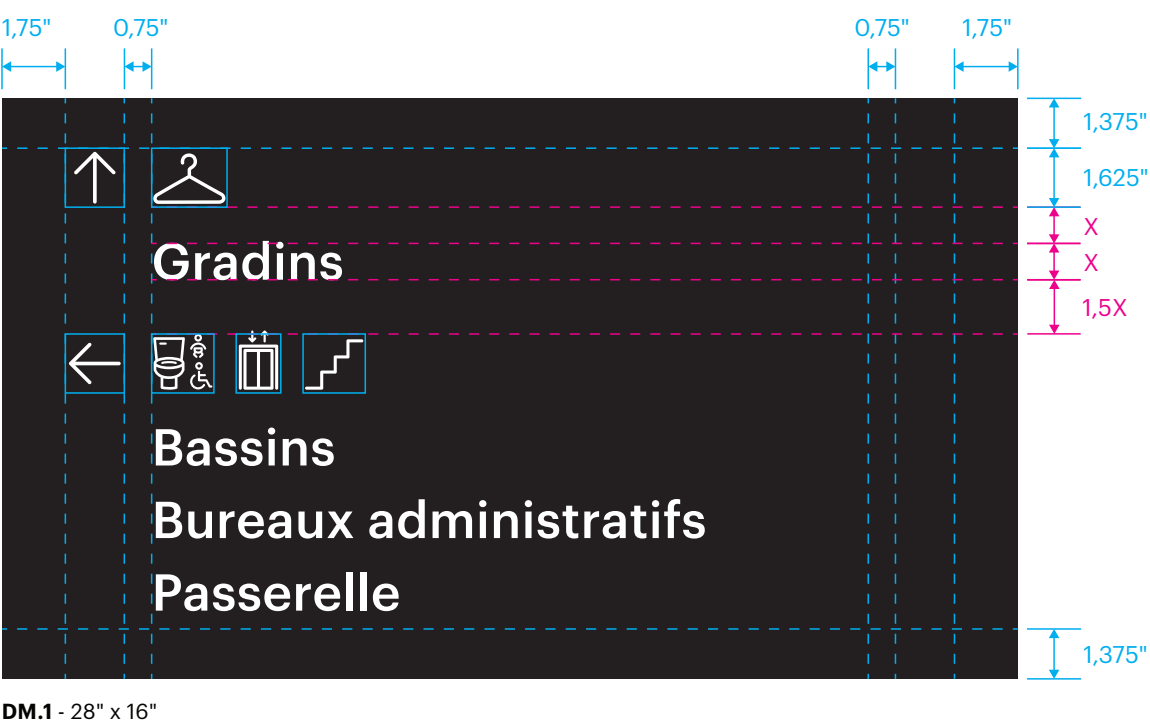 1,75" 0,75" 0,75" 1,75"
1,375"
1,625"
X
Gradins
X
1,5X
Bassins
Bureaux administratifs
Passerelle
1,375"
DM.1 - 28" x 16"